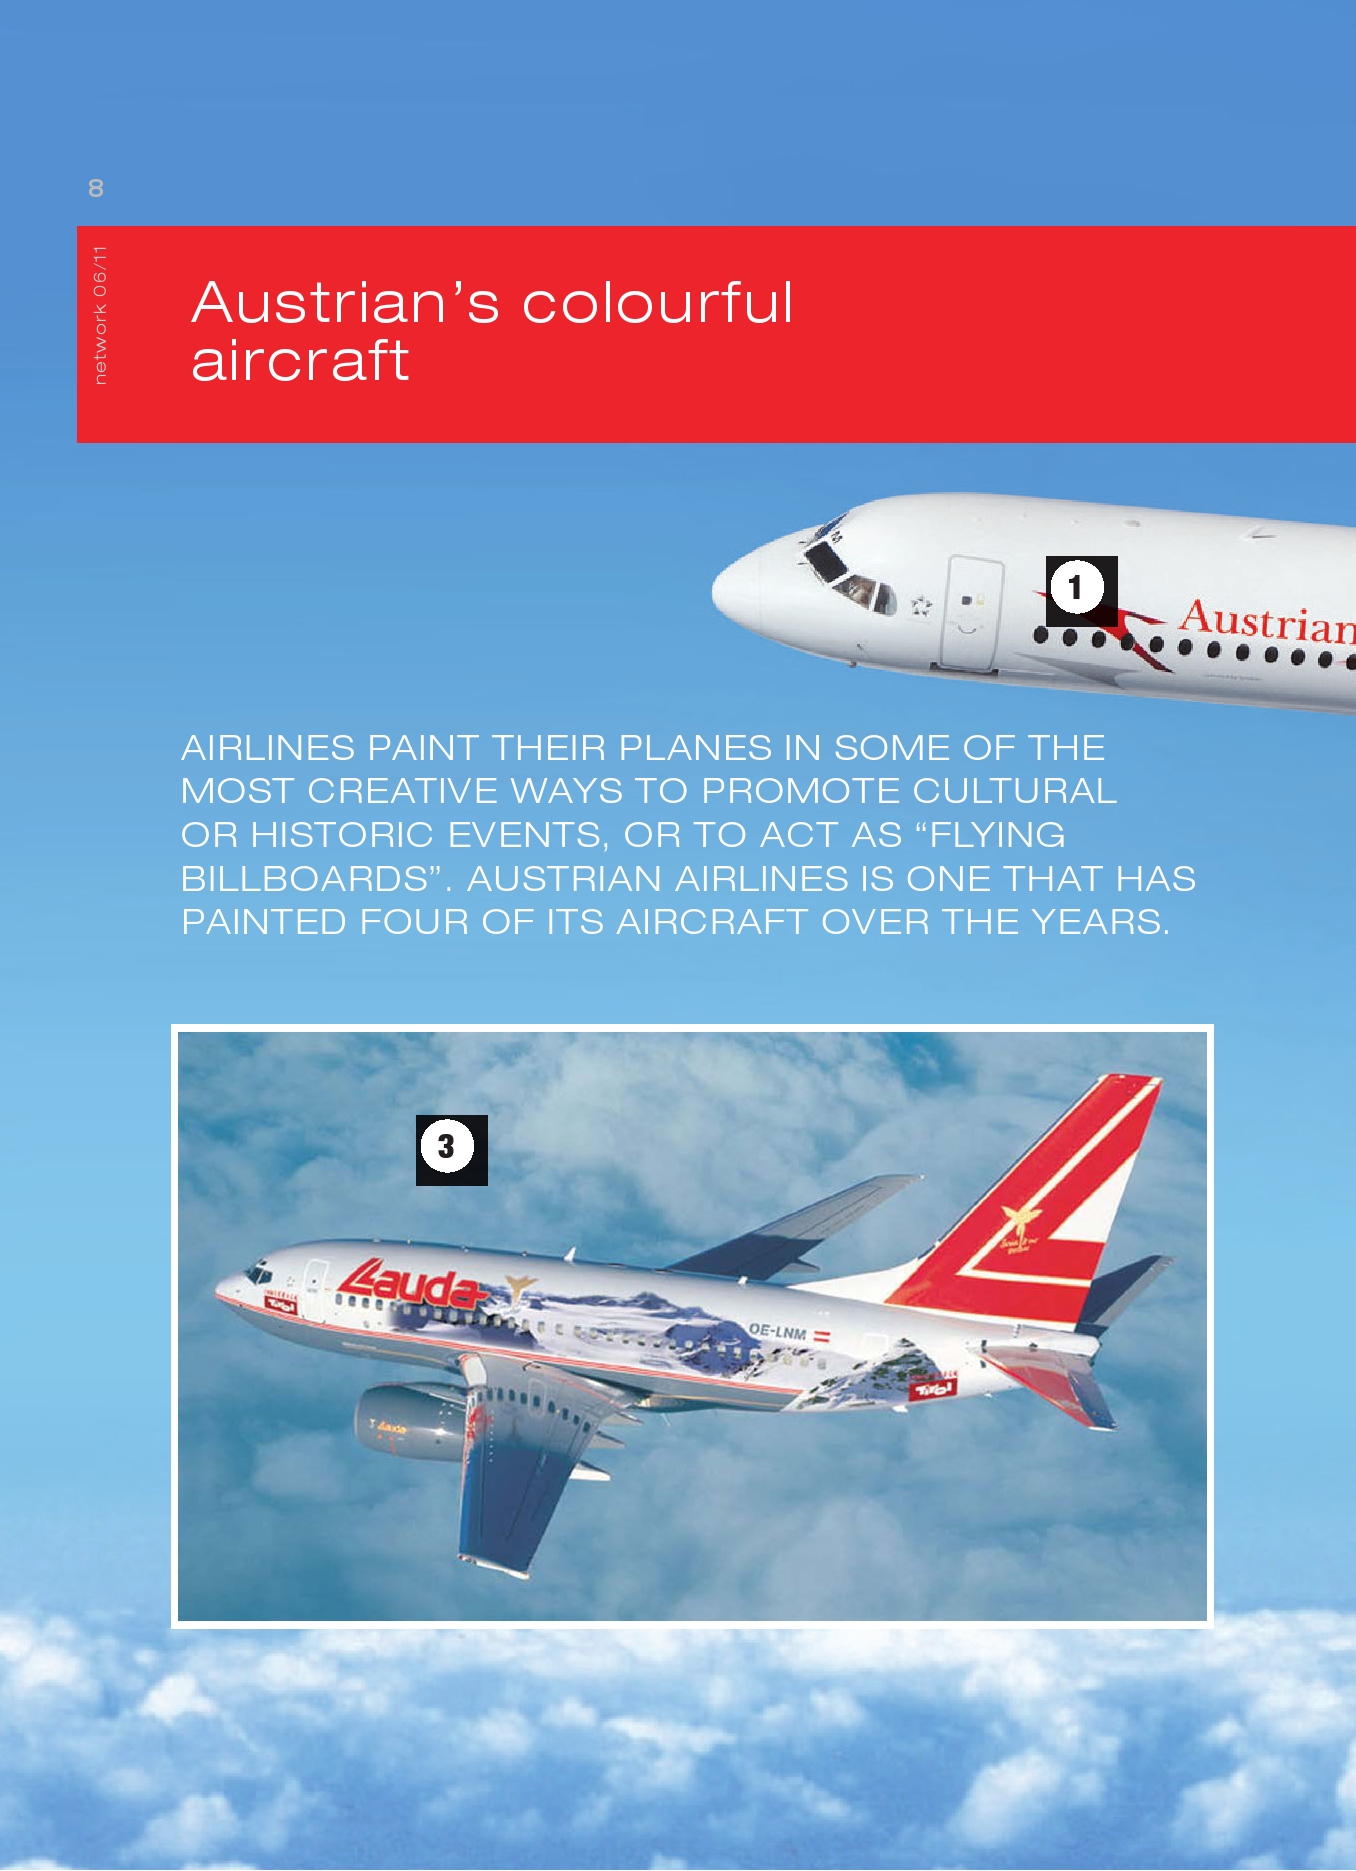 8
network 06/11
Austrian’s colourful
aircraft
1
Austrian
AIRLINES PAINT THEIR PLANES IN SOME OF THE
MOST CREATIVE WAYS TO PROMOTE CULTURAL
OR HISTORIC EVENTS, OR TO ACT AS “FLYING
BILLBOARDS”. AUSTRIAN AIRLINES IS ONE THAT HAS
PAINTED FOUR OF ITS AIRCRAFT OVER THE YEARS.
3
Lauda
Tirol
OE-LNM
Tirol
Lauda